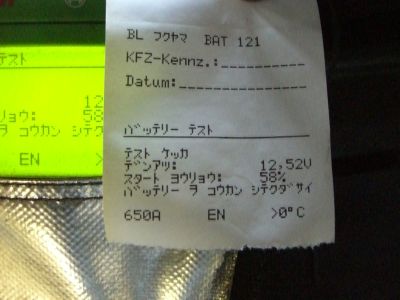 BL フクヤマ BAT 121
KFZ-Kennz.:__________
Datum:____________
バッテリー テスト
テスト ケッカ
デンアツ: 12,52V
スタート ヨウリョウ: 58%
バッテリー ヲ コウカン シテクダサイ
650A EN >0°C
テスト
12
リョウ: 58
ヲ コウカン シテク
EN >